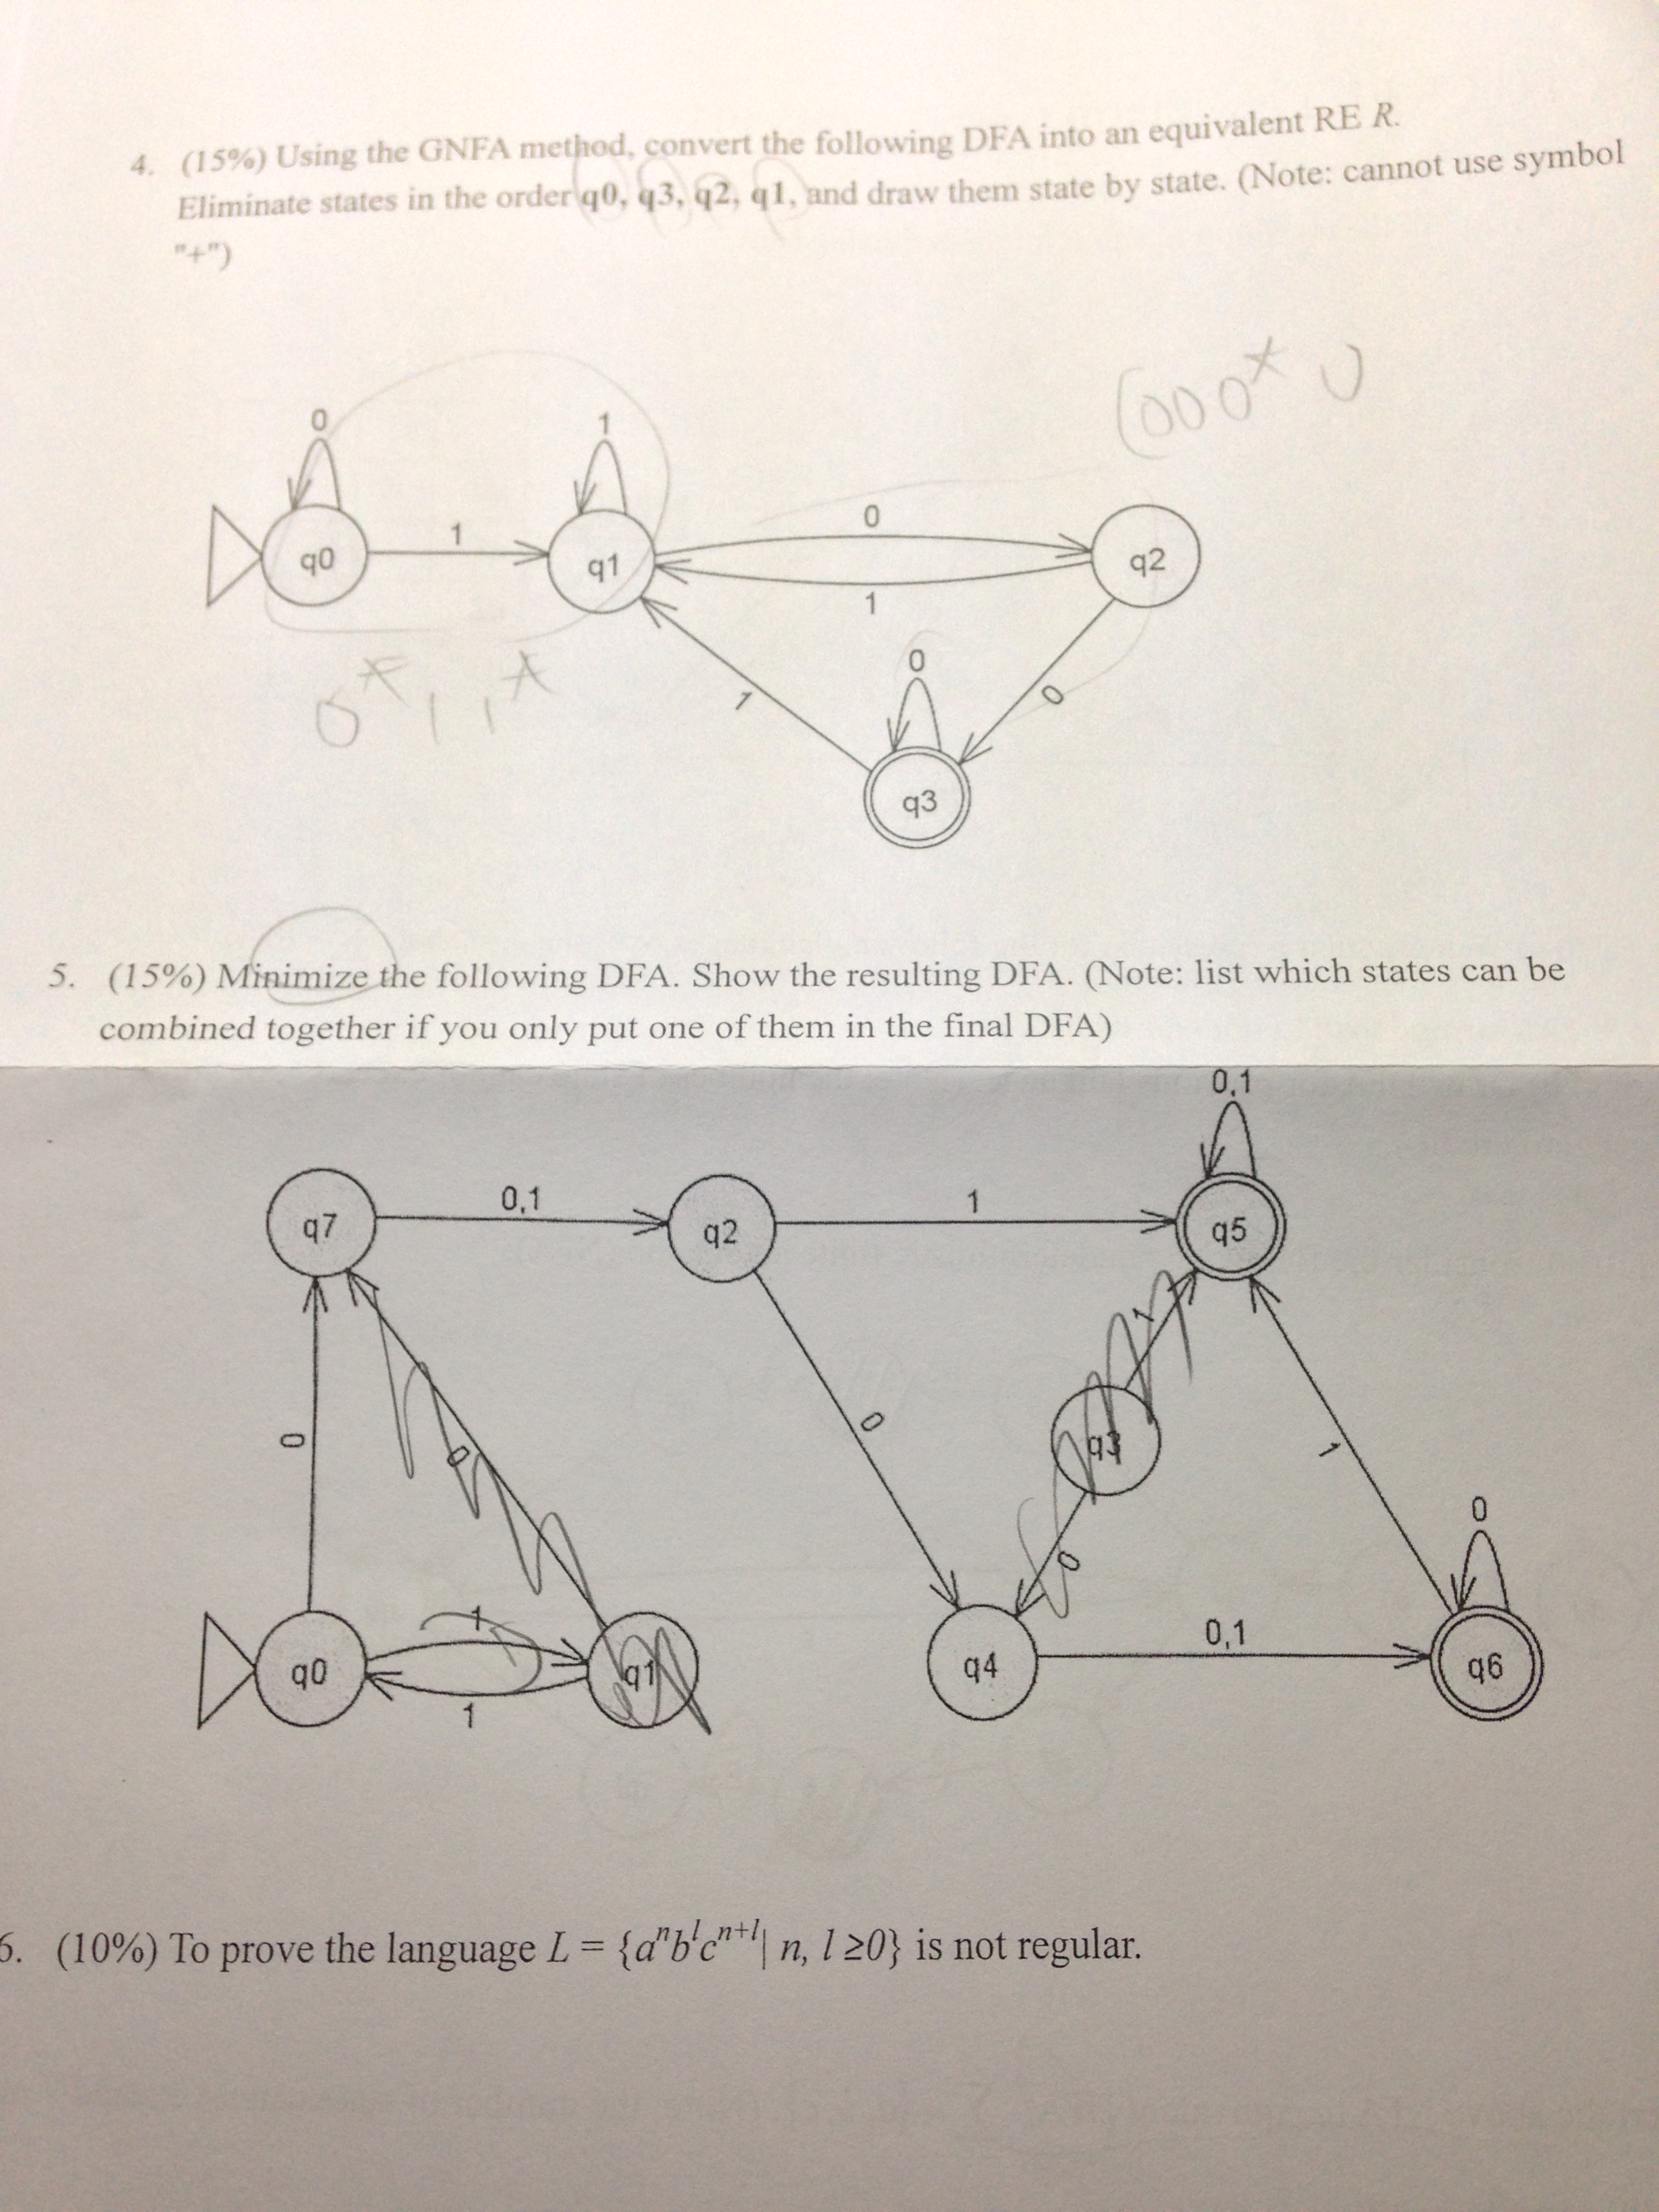 4. (15%) Using the GNFA method, convert the following DFA into an equivalent RE R.
Eliminate states in the order q0, q3, q2, q1, and draw them state by state. (Note: cannot use symbol
"+")
(000* ∪
0 1
q0 1 q1 0 q2
1
0*11*
1 0 0
q3
5. (15%) Minimize the following DFA. Show the resulting DFA. (Note: list which states can be
combined together if you only put one of them in the final DFA)
0,1
q7 0,1 q2 1 q5
1
0 0 0 q3 1
0 0
1
q0 q1 q4 0,1 q6
1
6. (10%) To prove the language L = {aⁿbˡcⁿ⁺ˡ| n, l ≥0} is not regular.